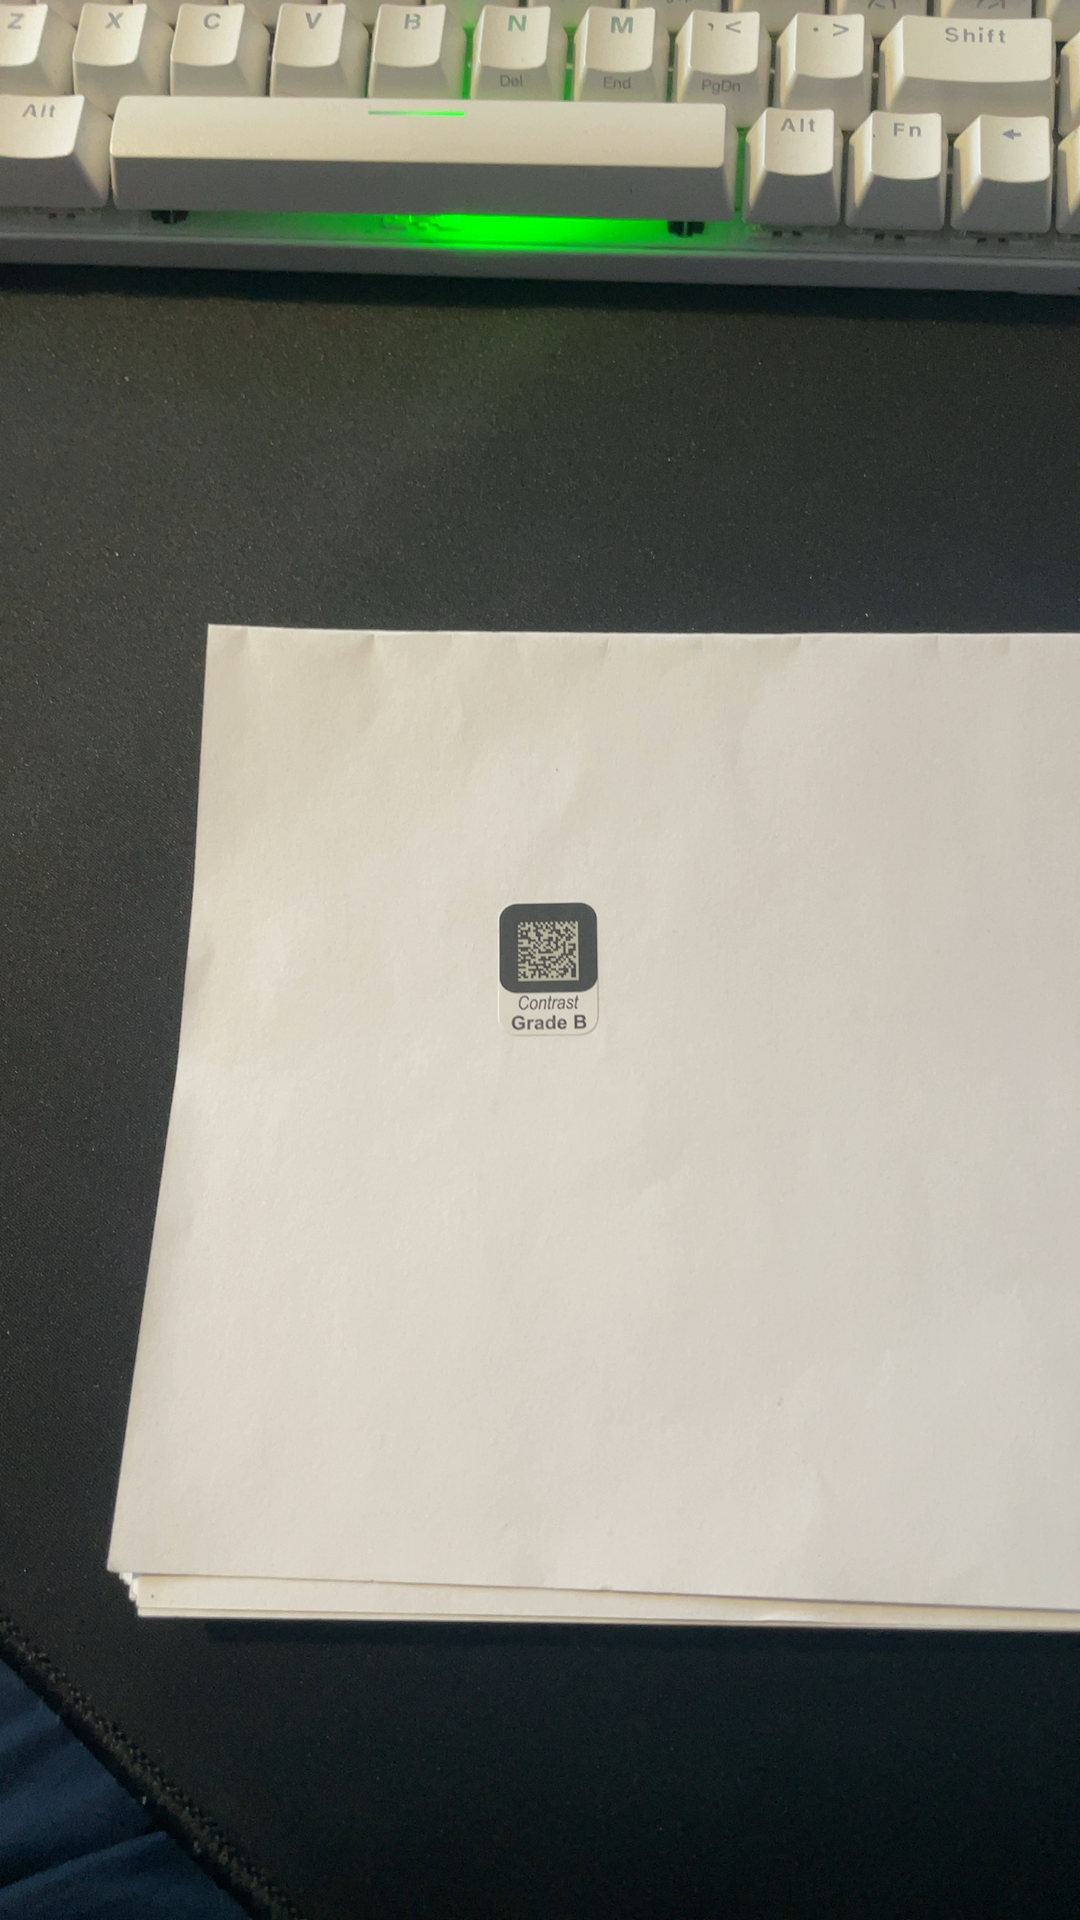 Z X C V B N M , < . > Shift
Del End PgDn
Alt Alt Fn ←
Contrast
Grade B